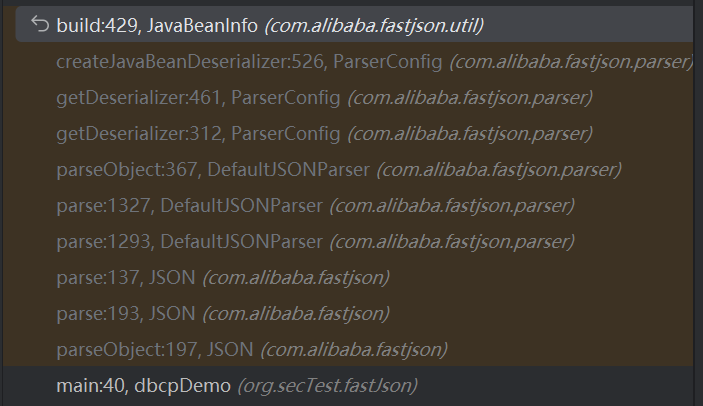 build:429, JavaBeanInfo (com.alibaba.fastjson.util)
createJavaBeanDeserializer:526, ParserConfig (com.alibaba.fastjson.parser)
getDeserializer:461, ParserConfig (com.alibaba.fastjson.parser)
getDeserializer:312, ParserConfig (com.alibaba.fastjson.parser)
parseObject:367, DefaultJSONParser (com.alibaba.fastjson.parser)
parse:1327, DefaultJSONParser (com.alibaba.fastjson.parser)
parse:1293, DefaultJSONParser (com.alibaba.fastjson.parser)
parse:137, JSON (com.alibaba.fastjson)
parse:193, JSON (com.alibaba.fastjson)
parseObject:197, JSON (com.alibaba.fastjson)
main:40, dbcpDemo (org.secTest.fastJson)